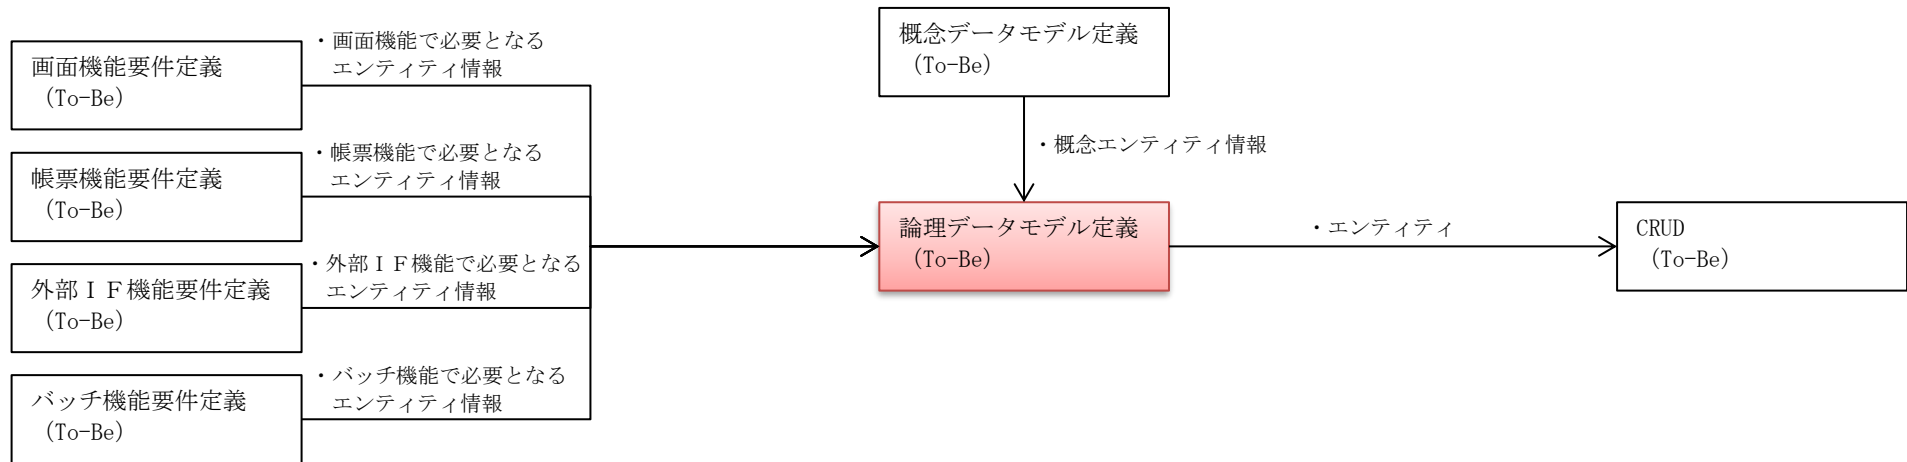 画面機能要件定義
（To-Be）
・画面機能で必要となる
エンティティ情報
帳票機能要件定義
（To-Be）
・帳票機能で必要となる
エンティティ情報
外部ＩＦ機能要件定義
（To-Be）
・外部ＩＦ機能で必要となる
エンティティ情報
バッチ機能要件定義
（To-Be）
・バッチ機能で必要となる
エンティティ情報
概念データモデル定義
（To-Be）
・概念エンティティ情報
論理データモデル定義
（To-Be）
・エンティティ
CRUD
（To-Be）